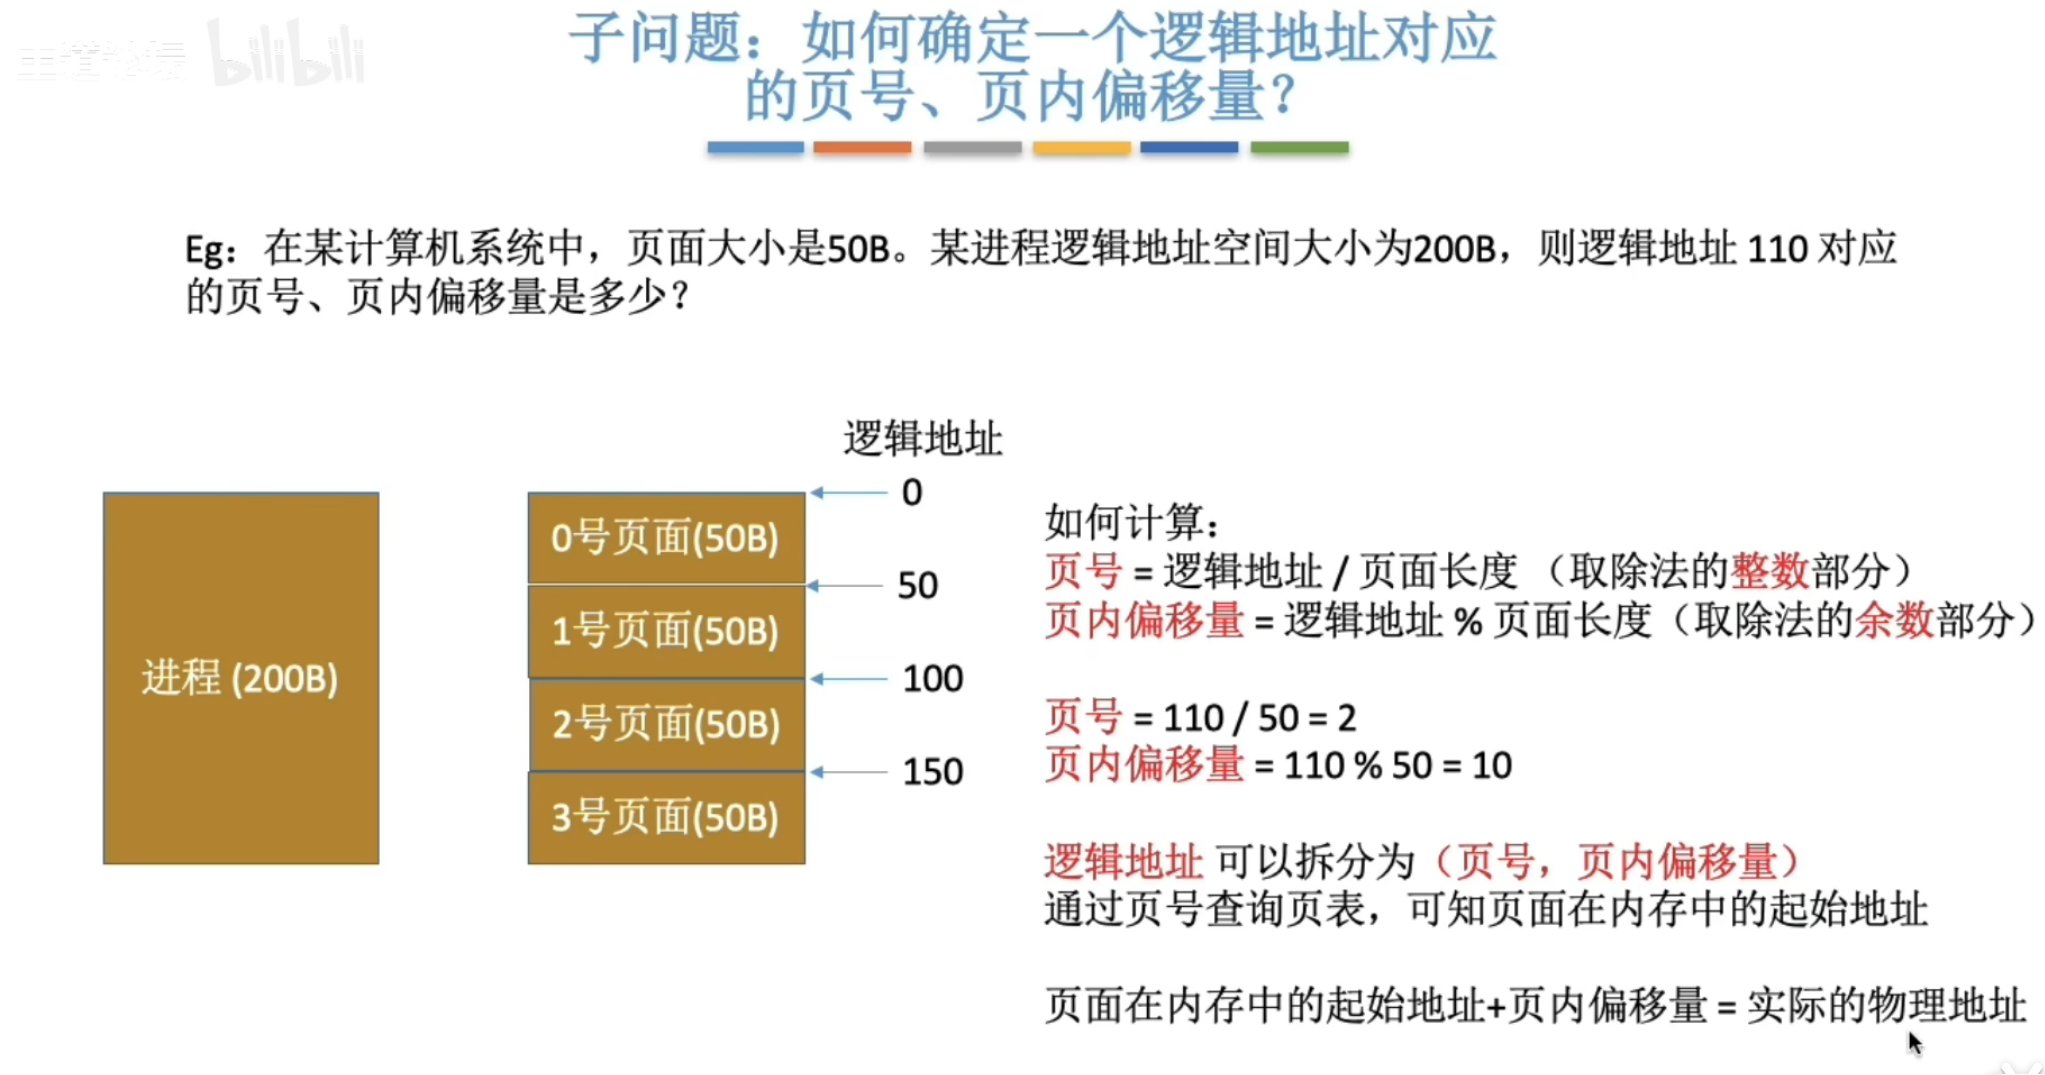 王道论坛 bilibili
子问题：如何确定一个逻辑地址对应
的页号、页内偏移量？
Eg：在某计算机系统中，页面大小是50B。某进程逻辑地址空间大小为200B，则逻辑地址 110 对应
的页号、页内偏移量是多少？
逻辑地址
0
50
100
150
进程 (200B)
0号页面(50B)
1号页面(50B)
2号页面(50B)
3号页面(50B)
如何计算：
页号 = 逻辑地址 / 页面长度 （取除法的整数部分）
页内偏移量 = 逻辑地址 % 页面长度（取除法的余数部分）
页号 = 110 / 50 = 2
页内偏移量 = 110 % 50 = 10
逻辑地址 可以拆分为（页号，页内偏移量）
通过页号查询页表，可知页面在内存中的起始地址
页面在内存中的起始地址+页内偏移量 = 实际的物理地址